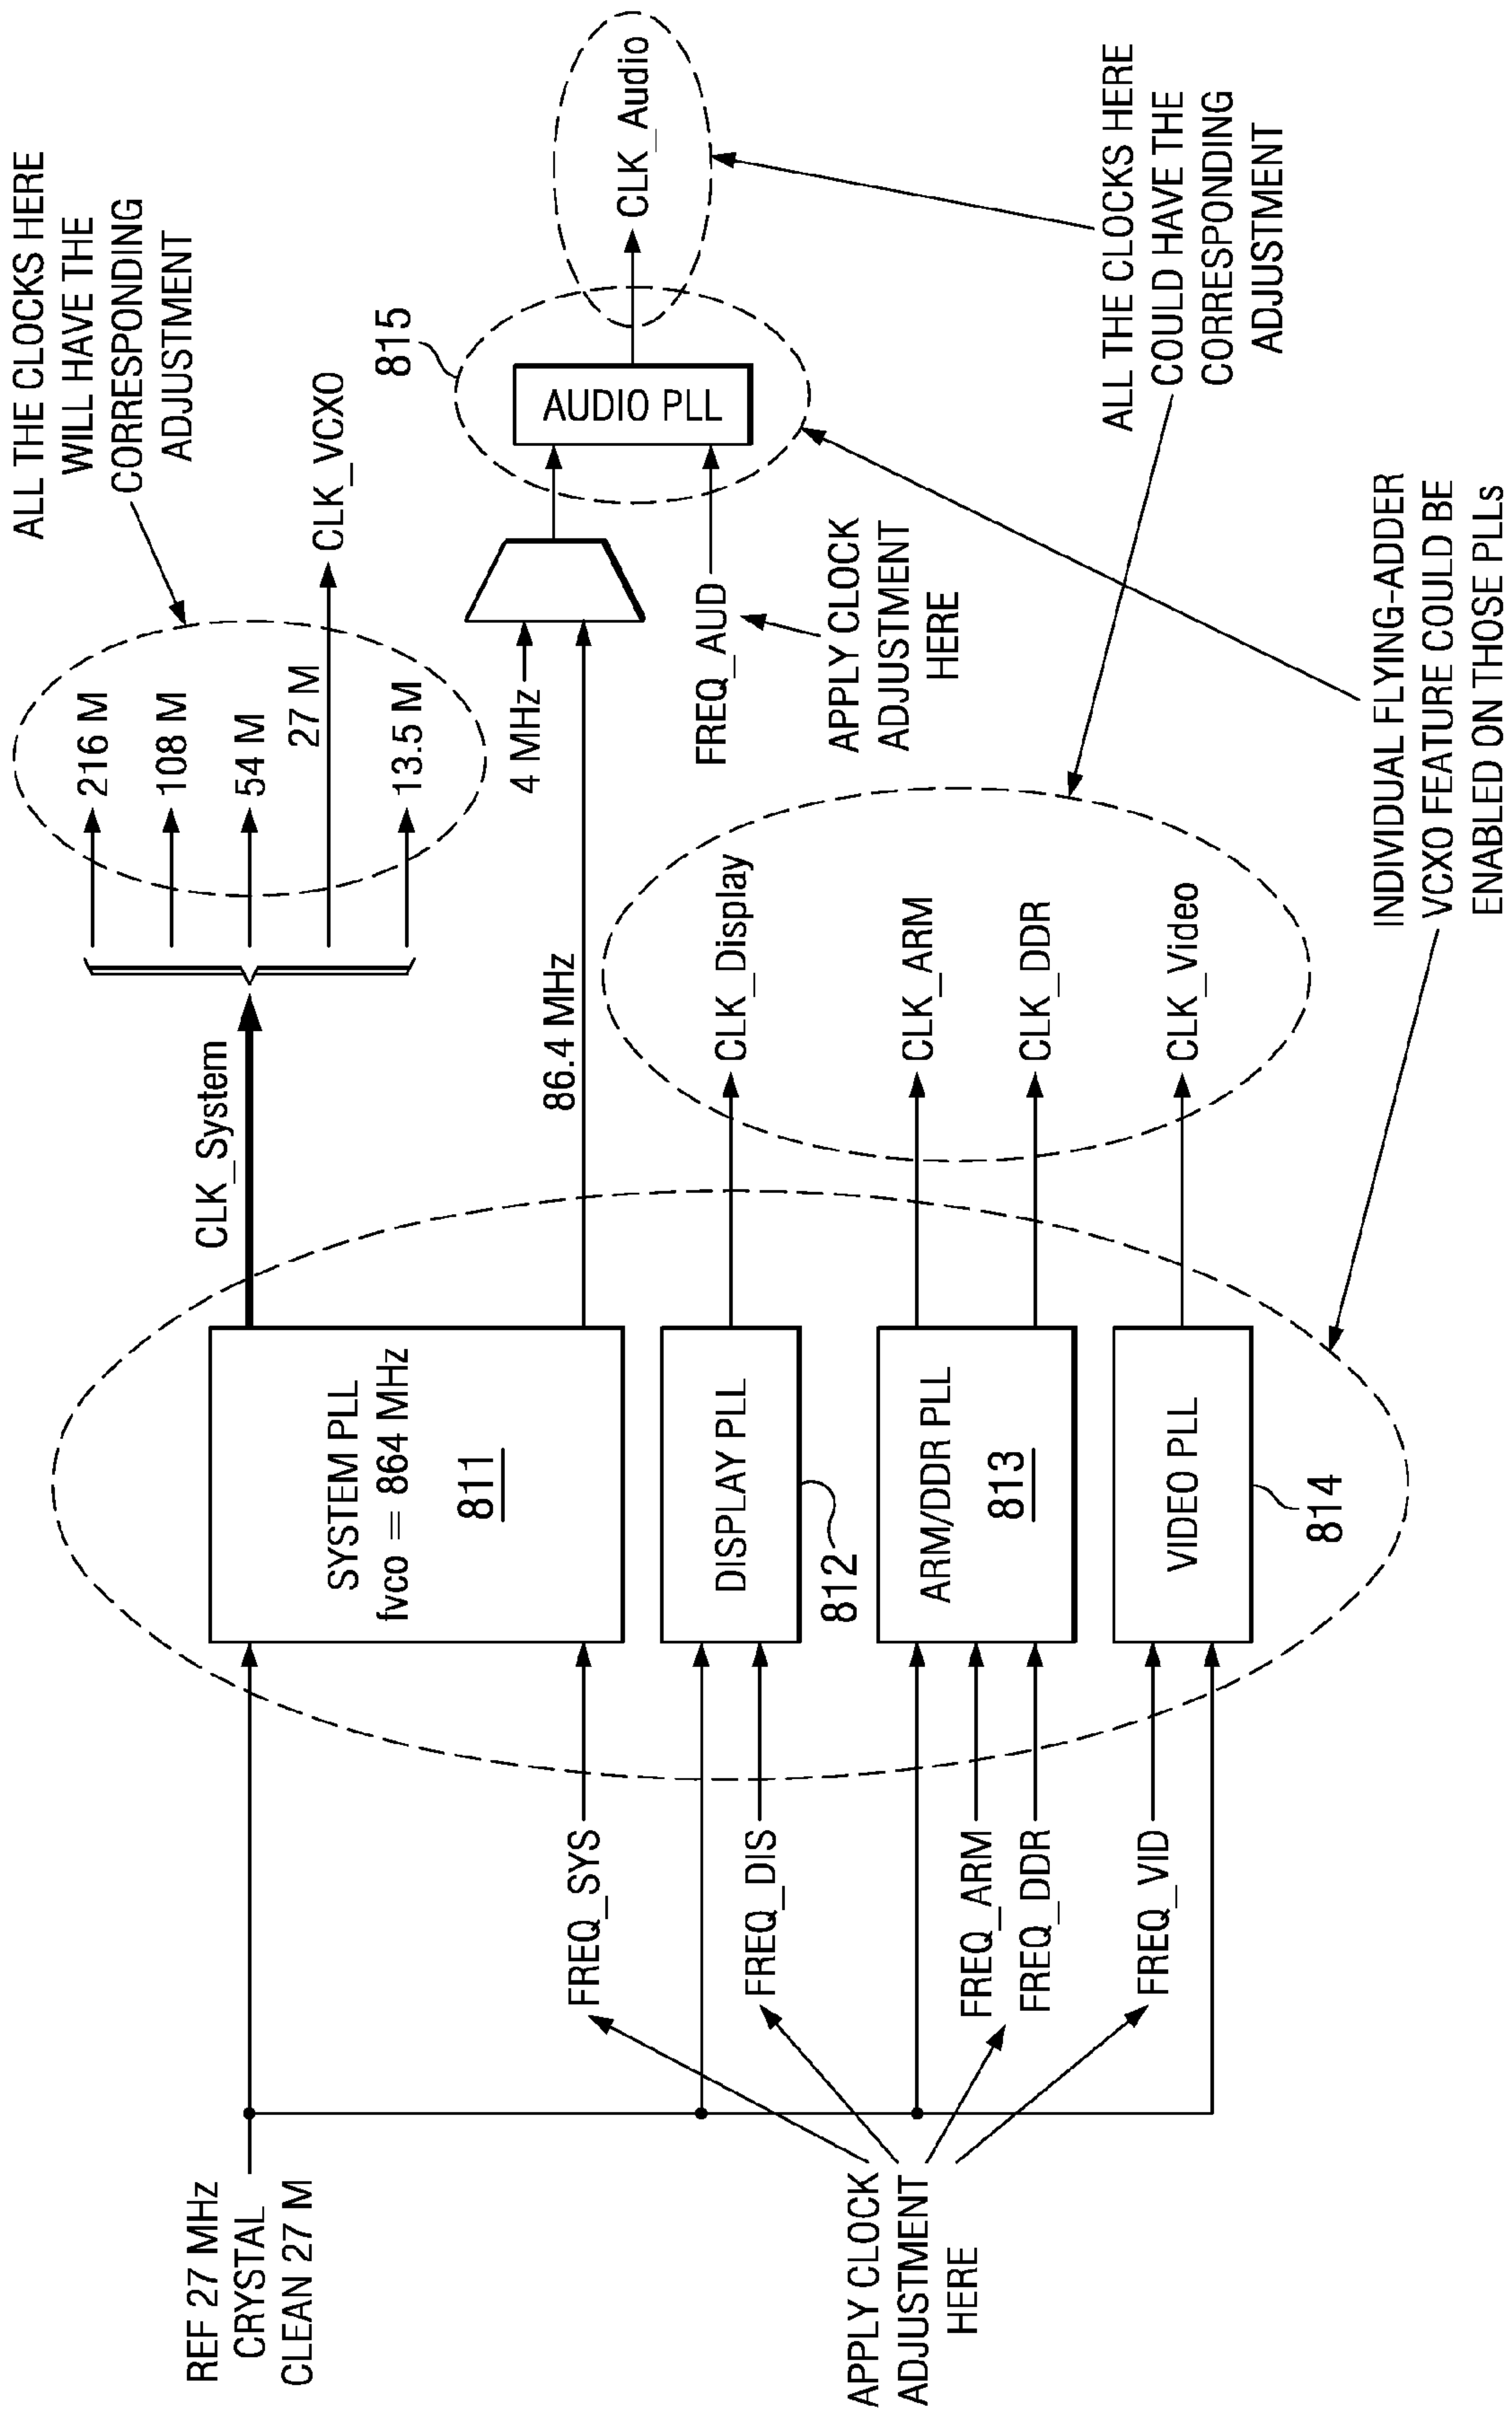 ALL THE CLOCKS HERE
WILL HAVE THE
CORRESPONDING
ADJUSTMENT
216 M
108 M
54 M
27 M
CLK_VCXO
13.5 M
CLK_System
REF 27 MHz
CRYSTAL
CLEAN 27 M
SYSTEM PLL
fvco = 864 MHz
811
86.4 MHz
4 MHz
815
AUDIO PLL
CLK_Audio
FREQ_AUD
APPLY CLOCK
ADJUSTMENT
HERE
FREQ_SYS
DISPLAY PLL
812
CLK_Display
FREQ_DIS
ARM/DDR PLL
813
CLK_ARM
CLK_DDR
FREQ_ARM
FREQ_DDR
VIDEO PLL
814
CLK_Video
FREQ_VID
APPLY CLOCK
ADJUSTMENT
HERE
ALL THE CLOCKS HERE
COULD HAVE THE
CORRESPONDING
ADJUSTMENT
INDIVIDUAL FLYING-ADDER
VCXO FEATURE COULD BE
ENABLED ON THOSE PLLs